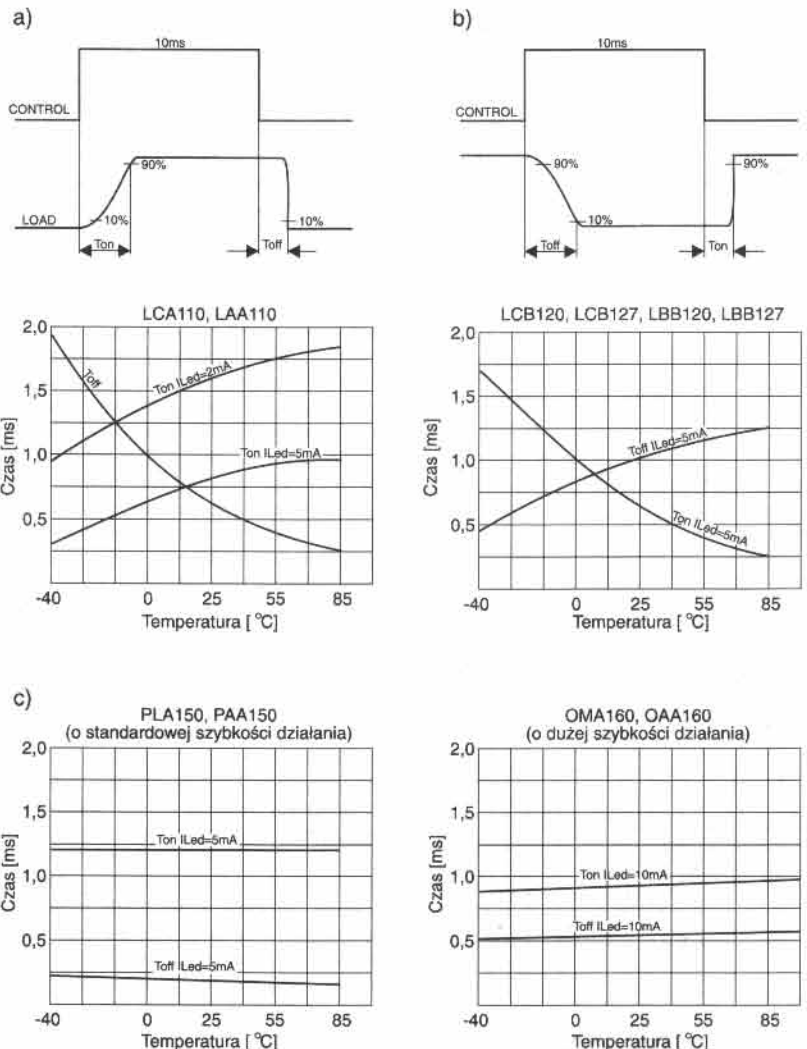 a)
10ms
CONTROL
90%
LOAD
10%
10%
Ton
Toff
b)
10ms
CONTROL
90%
90%
10%
Toff
Ton
LCA110, LAA110
2,0
1,5
1,0
0,5
Czas [ms]
Toff
Ton ILed=2mA
Ton ILed=5mA
-40
0
25
55
85
Temperatura [ °C]
LCB120, LCB127, LBB120, LBB127
2,0
1,5
1,0
0,5
Czas [ms]
Toff ILed=5mA
Ton ILed=5mA
-40
0
25
55
85
Temperatura [ °C]
c)
PLA150, PAA150
(o standardowej szybkości działania)
2,0
1,5
1,0
0,5
Czas [ms]
Ton ILed=5mA
Toff ILed=5mA
-40
0
25
55
85
Temperatura [ °C]
OMA160, OAA160
(o dużej szybkości działania)
2,0
1,5
1,0
0,5
Czas [ms]
Ton ILed=10mA
Toff ILed=10mA
-40
0
25
55
85
Temperatura [ °C]